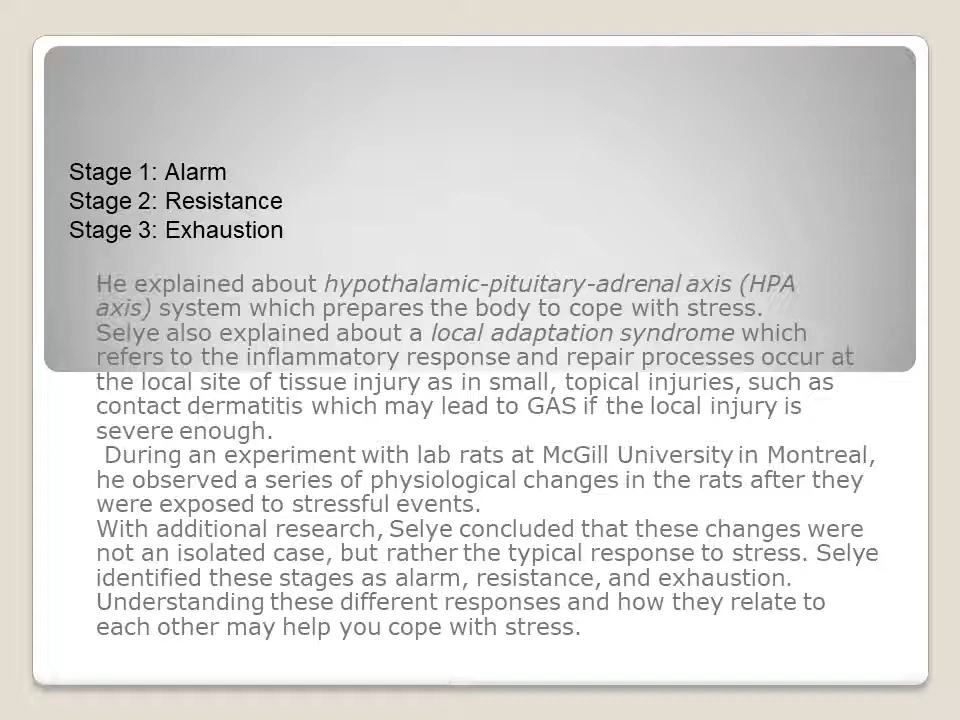 Stage 1: Alarm
Stage 2: Resistance
Stage 3: Exhaustion
He explained about hypothalamic-pituitary-adrenal axis (HPA
axis) system which prepares the body to cope with stress.
Selye also explained about a local adaptation syndrome which
refers to the inflammatory response and repair processes occur at
the local site of tissue injury as in small, topical injuries, such as
contact dermatitis which may lead to GAS if the local injury is
severe enough.
During an experiment with lab rats at McGill University in Montreal,
he observed a series of physiological changes in the rats after they
were exposed to stressful events.
With additional research, Selye concluded that these changes were
not an isolated case, but rather the typical response to stress. Selye
identified these stages as alarm, resistance, and exhaustion.
Understanding these different responses and how they relate to
each other may help you cope with stress.